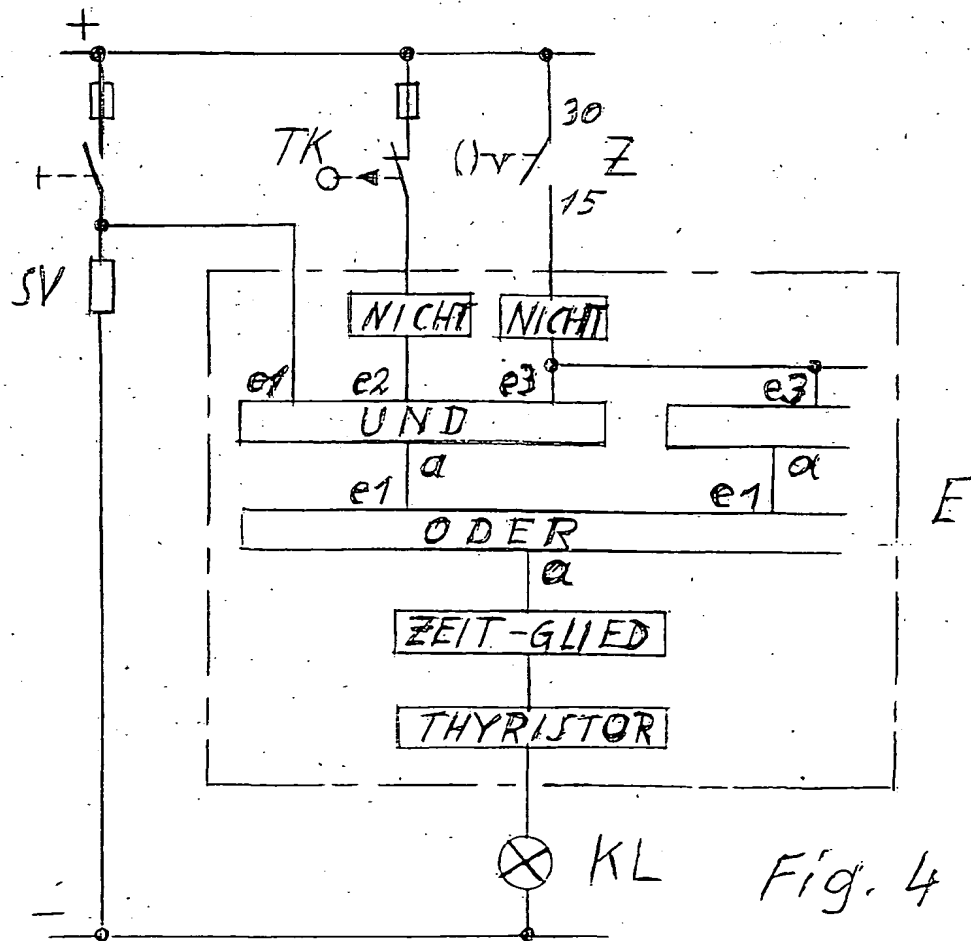 +
30
TK
Z
15
SV
NICHT NICHT
e1 e2 e3 e3
UND
a a
e1 e1
E
ODER
a
ZEIT-GLIED
THYRISTOR
KL
Fig. 4
-